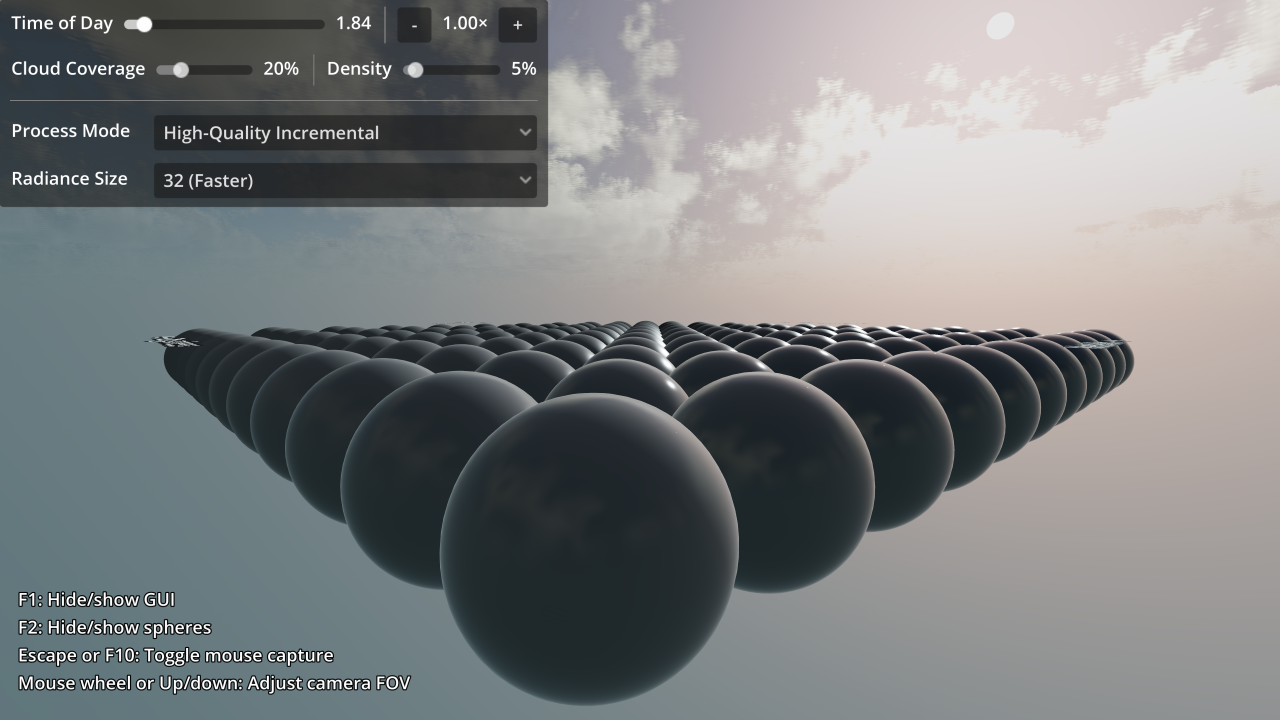 Time of Day 1.84 - 1.00× +
Cloud Coverage 20% Density 5%
Process Mode High-Quality Incremental
Radiance Size 32 (Faster)
F1: Hide/show GUI
F2: Hide/show spheres
Escape or F10: Toggle mouse capture
Mouse wheel or Up/down: Adjust camera FOV